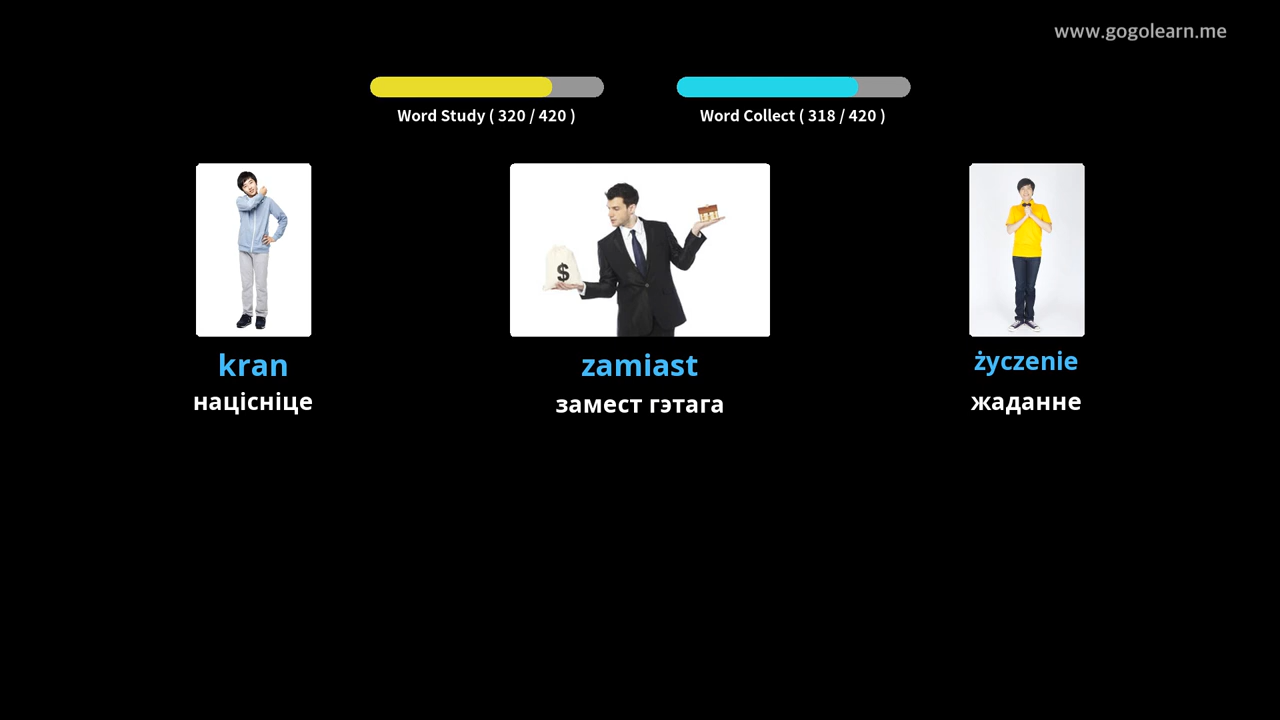 www.gogolearn.me
Word Study ( 320 / 420 )
Word Collect ( 318 / 420 )
$
kran
zamiast
życzenie
націсніце
замест гэтага
жаданне